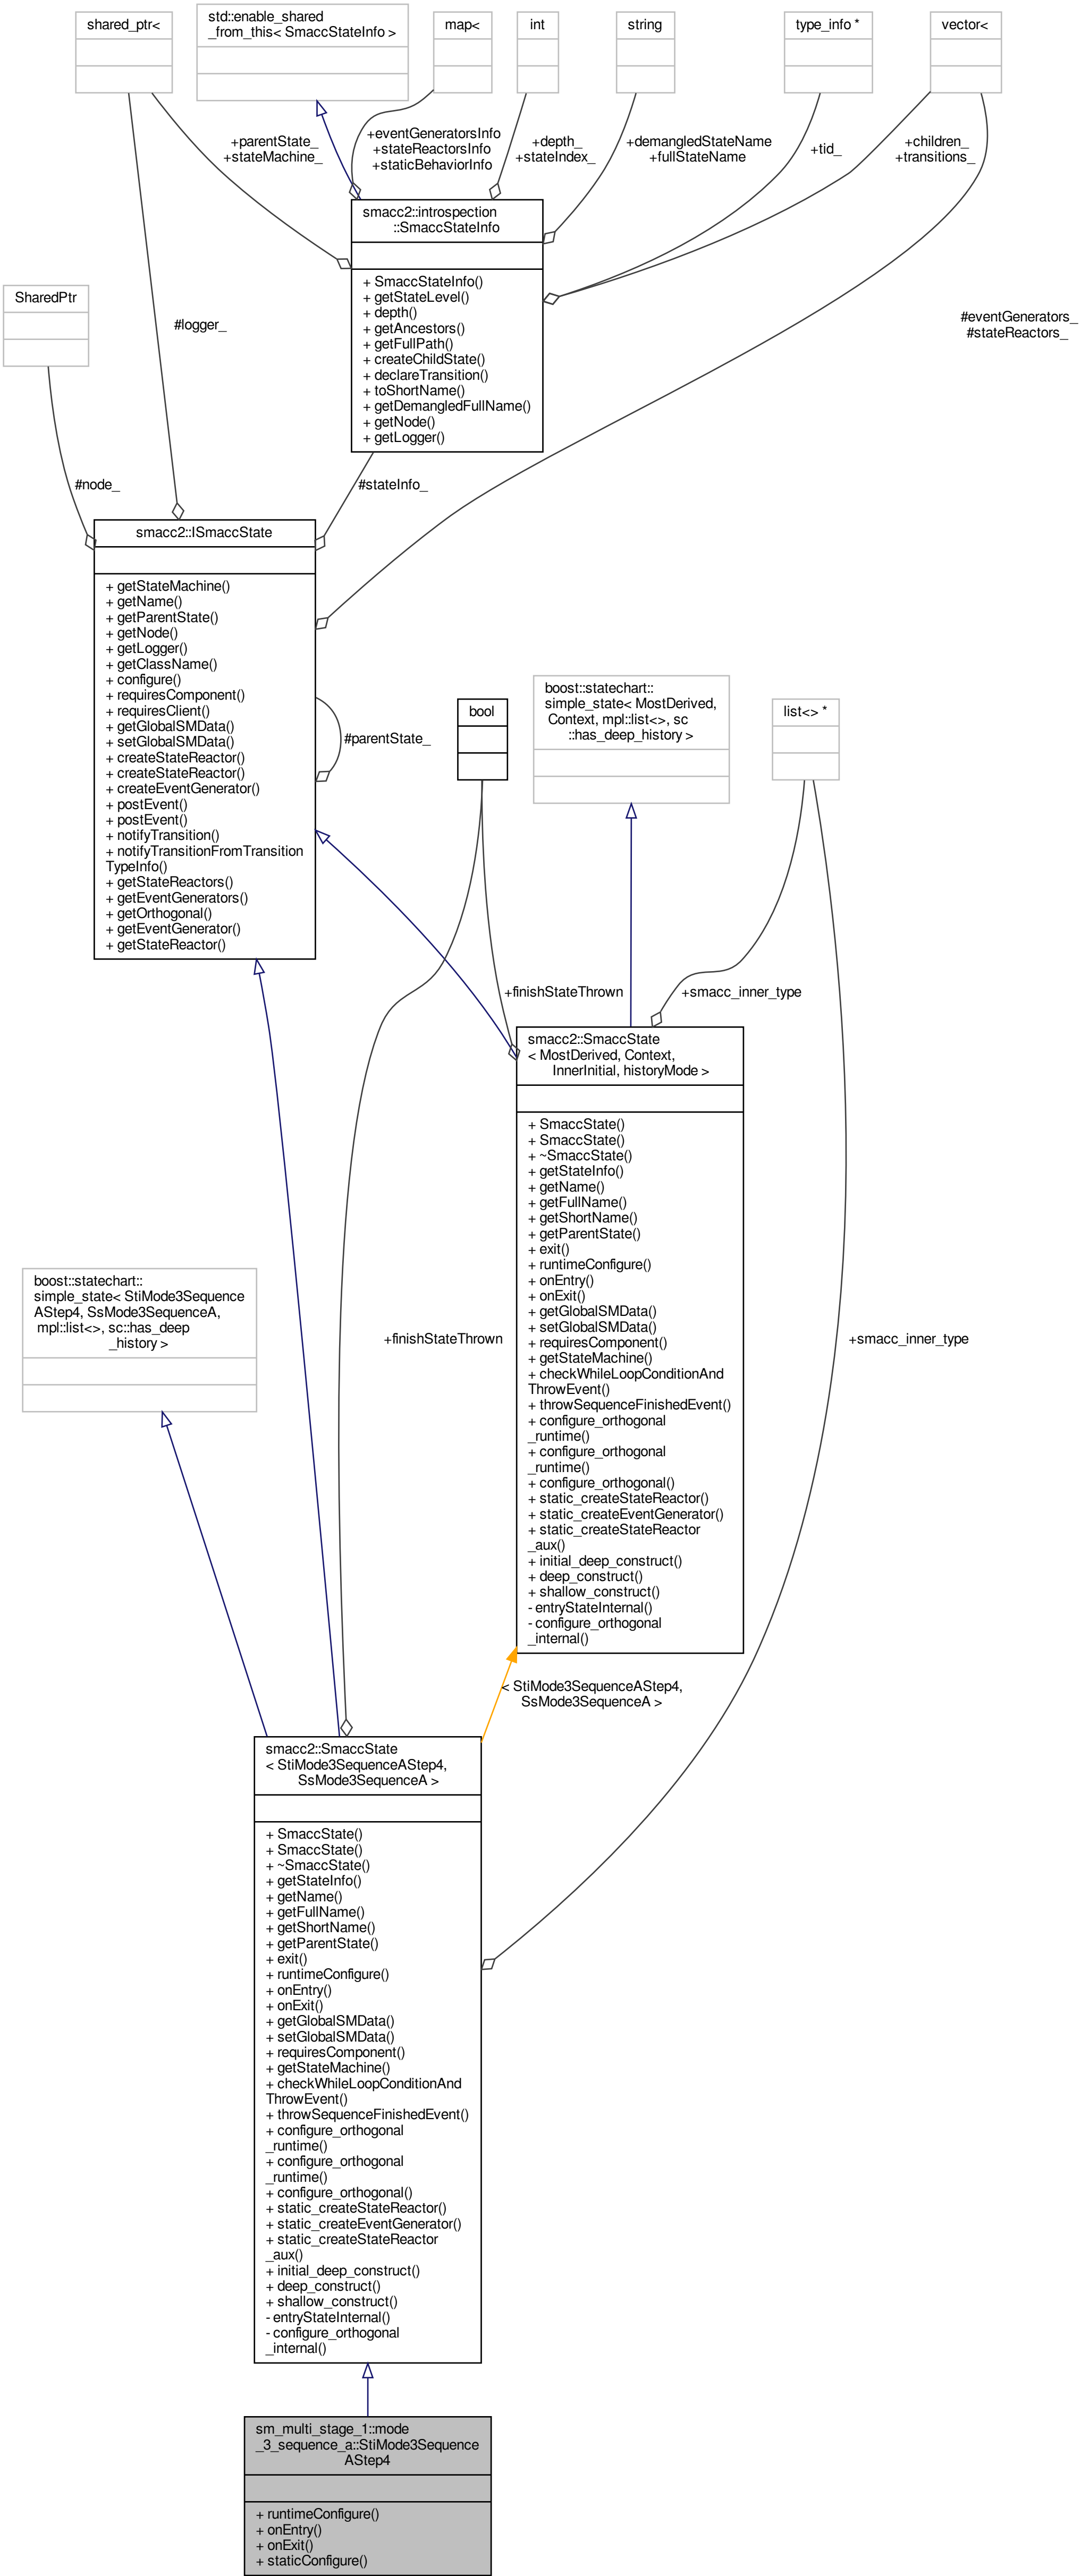 shared_ptr<
std::enable_shared
_from_this< SmaccStateInfo >
map<
int
string
type_info *
vector<
+parentState_
+stateMachine_
+eventGeneratorsInfo
+stateReactorsInfo
+staticBehaviorInfo
+depth_
+stateIndex_
+demangledStateName
+fullStateName
+tid_
+children_
+transitions_
smacc2::introspection
::SmaccStateInfo
+ SmaccStateInfo()
+ getStateLevel()
+ depth()
+ getAncestors()
+ getFullPath()
+ createChildState()
+ declareTransition()
+ toShortName()
+ getDemangledFullName()
+ getNode()
+ getLogger()
SharedPtr
#logger_
#eventGenerators_
#stateReactors_
#node_
#stateInfo_
smacc2::ISmaccState
+ getStateMachine()
+ getName()
+ getParentState()
+ getNode()
+ getLogger()
+ getClassName()
+ configure()
+ requiresComponent()
+ requiresClient()
+ getGlobalSMData()
+ setGlobalSMData()
+ createStateReactor()
+ createStateReactor()
+ createEventGenerator()
+ postEvent()
+ postEvent()
+ notifyTransition()
+ notifyTransitionFromTransition
TypeInfo()
+ getStateReactors()
+ getEventGenerators()
+ getOrthogonal()
+ getEventGenerator()
+ getStateReactor()
#parentState_
bool
boost::statechart::
simple_state< MostDerived,
Context, mpl::list<>, sc
::has_deep_history >
list<> *
+finishStateThrown
+smacc_inner_type
smacc2::SmaccState
< MostDerived, Context,
InnerInitial, historyMode >
+ SmaccState()
+ SmaccState()
+ ~SmaccState()
+ getStateInfo()
+ getName()
+ getFullName()
+ getShortName()
+ getParentState()
+ exit()
+ runtimeConfigure()
+ onEntry()
+ onExit()
+ getGlobalSMData()
+ setGlobalSMData()
+ requiresComponent()
+ getStateMachine()
+ checkWhileLoopConditionAnd
ThrowEvent()
+ throwSequenceFinishedEvent()
+ configure_orthogonal
_runtime()
+ configure_orthogonal
_runtime()
+ configure_orthogonal()
+ static_createStateReactor()
+ static_createEventGenerator()
+ static_createStateReactor
_aux()
+ initial_deep_construct()
+ deep_construct()
+ shallow_construct()
- entryStateInternal()
- configure_orthogonal
_internal()
boost::statechart::
simple_state< StiMode3Sequence
AStep4, SsMode3SequenceA,
mpl::list<>, sc::has_deep
_history >
+finishStateThrown
+smacc_inner_type
< StiMode3SequenceAStep4,
SsMode3SequenceA >
smacc2::SmaccState
< StiMode3SequenceAStep4,
SsMode3SequenceA >
+ SmaccState()
+ SmaccState()
+ ~SmaccState()
+ getStateInfo()
+ getName()
+ getFullName()
+ getShortName()
+ getParentState()
+ exit()
+ runtimeConfigure()
+ onEntry()
+ onExit()
+ getGlobalSMData()
+ setGlobalSMData()
+ requiresComponent()
+ getStateMachine()
+ checkWhileLoopConditionAnd
ThrowEvent()
+ throwSequenceFinishedEvent()
+ configure_orthogonal
_runtime()
+ configure_orthogonal
_runtime()
+ configure_orthogonal()
+ static_createStateReactor()
+ static_createEventGenerator()
+ static_createStateReactor
_aux()
+ initial_deep_construct()
+ deep_construct()
+ shallow_construct()
- entryStateInternal()
- configure_orthogonal
_internal()
sm_multi_stage_1::mode
_3_sequence_a::StiMode3Sequence
AStep4
+ runtimeConfigure()
+ onEntry()
+ onExit()
+ staticConfigure()